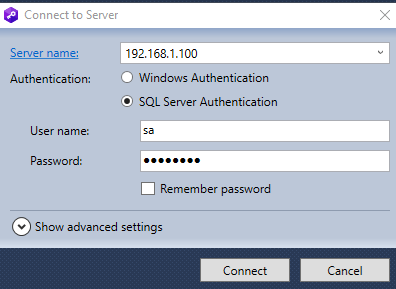 Connect to Server
Server name: 192.168.1.100
Authentication: Windows Authentication
SQL Server Authentication
User name: sa
Password: ●●●●●●●●
Remember password
Show advanced settings
Connect Cancel